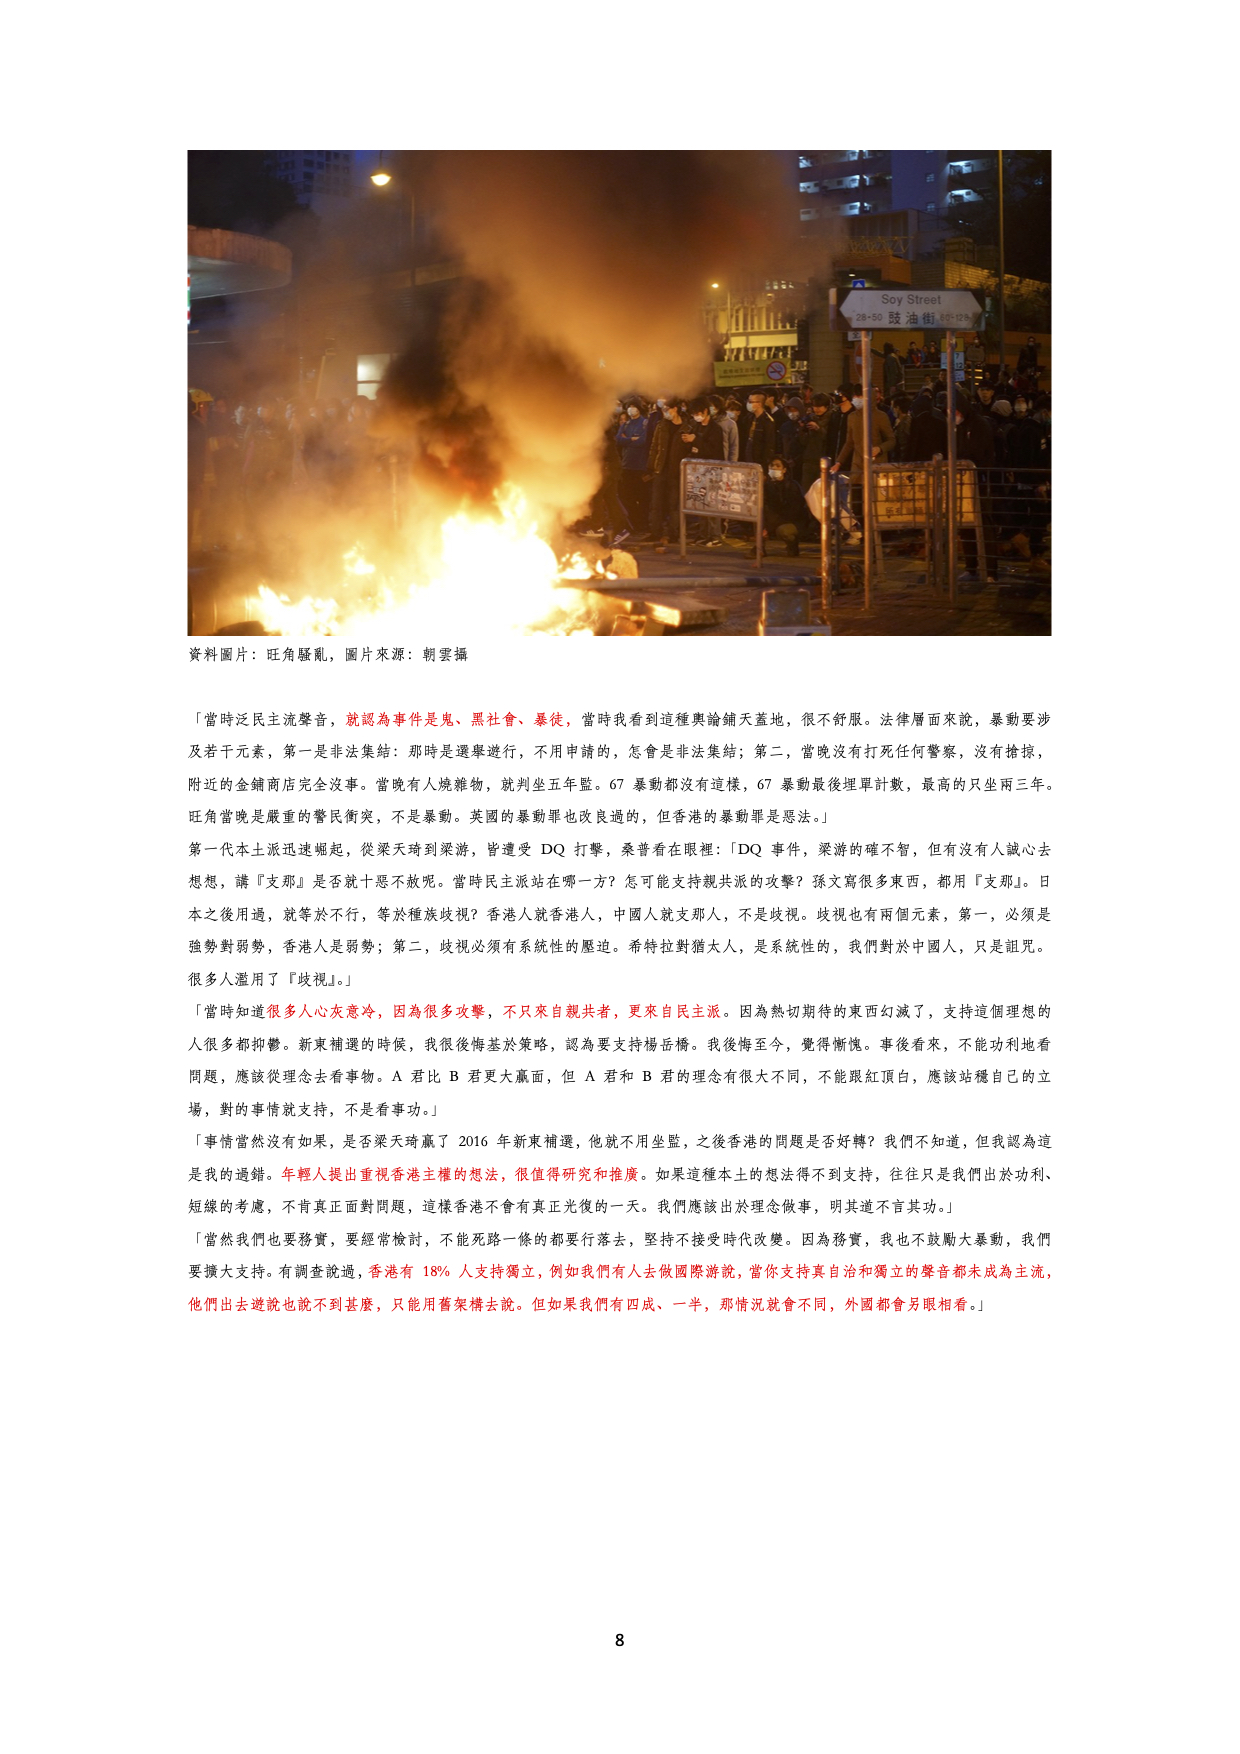 Soy Street
28-50 豉油街
資料圖片：旺角騷亂，圖片來源：朝雲攝
「當時泛民主流聲音，就認為事件是鬼、黑社會、暴徒，當時我看到這種輿論鋪天蓋地，很不舒服。法律層面來說，暴動要涉
及若干元素，第一是非法集結：那時是選舉遊行，不用申請的，怎會是非法集結；第二，當晚沒有打死任何警察，沒有搶掠，
附近的金鋪商店完全沒事。當晚有人燒雜物，就判坐五年監。67 暴動都沒有這樣，67 暴動最後埋單計數，最高的只坐兩三年。
旺角當晚是嚴重的警民衝突，不是暴動。英國的暴動罪也改良過的，但香港的暴動罪是惡法。」
第一代本土派迅速崛起，從梁天琦到梁游，皆遭受 DQ 打擊，桑普看在眼裡：「DQ 事件，梁游的確不智，但有沒有人誠心去
想想，講『支那』是否就十惡不赦呢。當時民主派站在哪一方？怎可能支持親共派的攻擊？孫文寫很多東西，都用『支那』。日
本之後用過，就等於不行，等於種族歧視？香港人就香港人，中國人就支那人，不是歧視。歧視也有兩個元素，第一，必須是
強勢對弱勢，香港人是弱勢；第二，歧視必須有系統性的壓迫。希特拉對猶太人，是系統性的，我們對於中國人，只是詛咒。
很多人濫用了『歧視』。」
「當時知道很多人心灰意冷，因為很多攻擊，不只來自親共者，更來自民主派。因為熱切期待的東西幻滅了，支持這個理想的
人很多都抑鬱。新東補選的時候，我很後悔基於策略，認為要支持楊岳橋。我後悔至今，覺得慚愧。事後看來，不能功利地看
問題，應該從理念去看事物。A 君比 B 君更大贏面，但 A 君和 B 君的理念有很大不同，不能跟紅頂白，應該站穩自己的立
場，對的事情就支持，不是看事功。」
「事情當然沒有如果，是否梁天琦贏了 2016 年新東補選，他就不用坐監，之後香港的問題是否好轉？我們不知道，但我認為這
是我的過錯。年輕人提出重視香港主權的想法，很值得研究和推廣。如果這種本土的想法得不到支持，往往只是我們出於功利、
短線的考慮，不肯真正面對問題，這樣香港不會有真正光復的一天。我們應該出於理念做事，明其道不言其功。」
「當然我們也要務實，要經常檢討，不能死路一條的都要行落去，堅持不接受時代改變。因為務實，我也不鼓勵大暴動，我們
要擴大支持。有調查說過，香港有 18% 人支持獨立，例如我們有人去做國際游說，當你支持真自治和獨立的聲音都未成為主流，
他們出去遊說也說不到甚麼，只能用舊架構去說。但如果我們有四成、一半，那情況就會不同，外國都會另眼相看。」
8